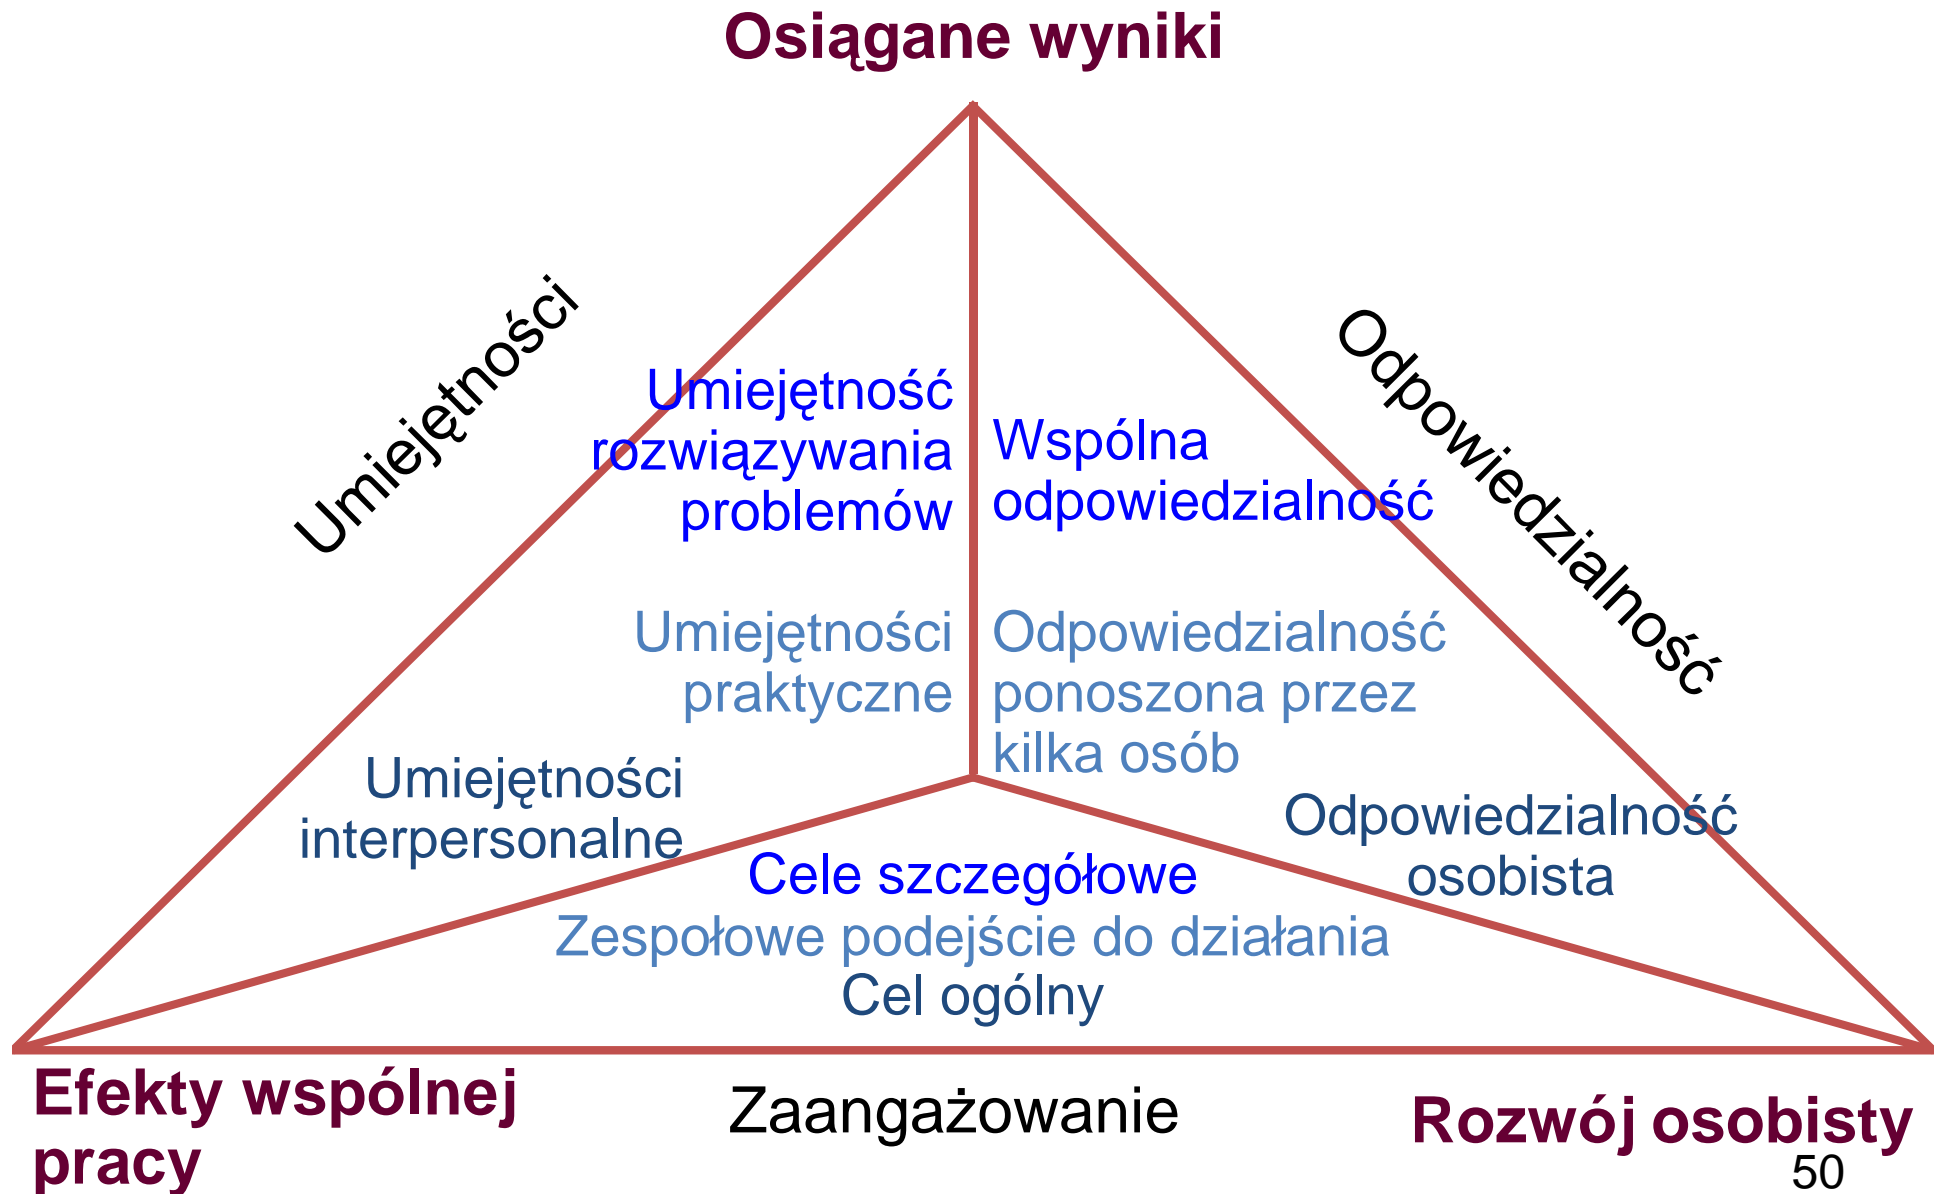 Osiągane wyniki
Umiejętności
Odpowiedzialność
Umiejętność
rozwiązywania
problemów
Wspólna
odpowiedzialność
Umiejętności
praktyczne
Odpowiedzialność
ponoszona przez
kilka osób
Umiejętności
interpersonalne
Odpowiedzialność
osobista
Cele szczegółowe
Zespołowe podejście do działania
Cel ogólny
Efekty wspólnej
pracy
Zaangażowanie
Rozwój osobisty
50